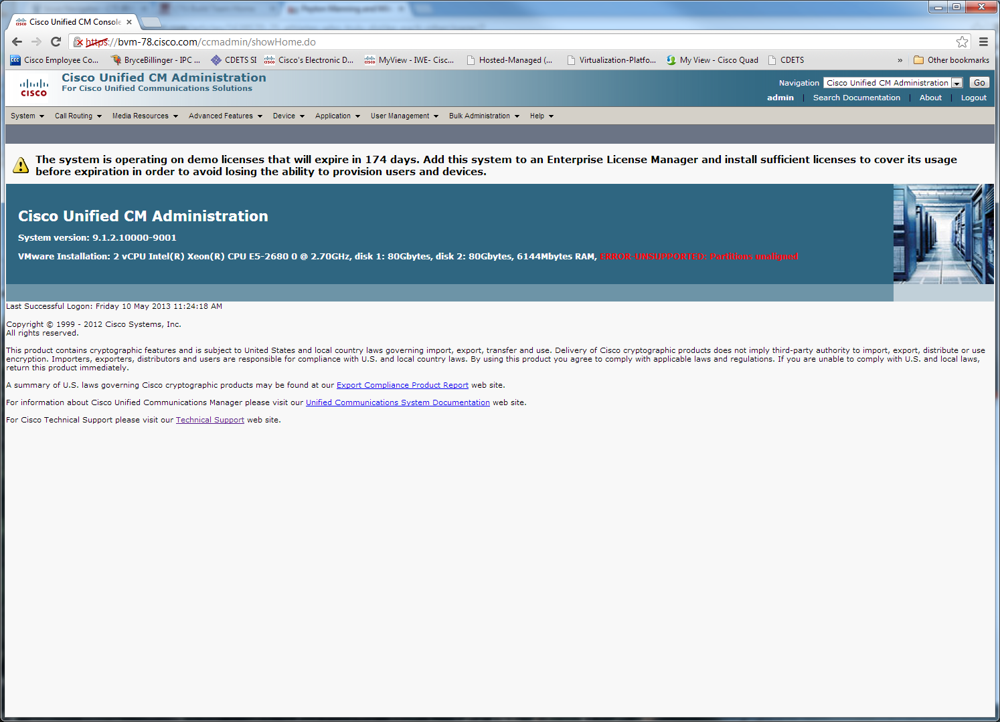 Cisco Unified CM Console
https://bvm-78.cisco.com/ccmadmin/showHome.do
Cisco Employee Co... BryceBillinger - IPC ... CDETS SI Cisco's Electronic D... MyView - IWE- Cisc... Hosted-Managed (... Virtualization-Platfo... My View - Cisco Quad CDETS » Other bookmarks
CISCO
Cisco Unified CM Administration
For Cisco Unified Communications Solutions
Navigation Cisco Unified CM Administration Go
admin | Search Documentation | About | Logout
System Call Routing Media Resources Advanced Features Device Application User Management Bulk Administration Help
The system is operating on demo licenses that will expire in 174 days. Add this system to an Enterprise License Manager and install sufficient licenses to cover its usage
before expiration in order to avoid losing the ability to provision users and devices.
Cisco Unified CM Administration
System version: 9.1.2.10000-9001
VMware Installation: 2 vCPU Intel(R) Xeon(R) CPU E5-2680 0 @ 2.70GHz, disk 1: 80Gbytes, disk 2: 80Gbytes, 6144Mbytes RAM, ERROR-UNSUPPORTED: Partitions unaligned
Last Successful Logon: Friday 10 May 2013 11:24:18 AM
Copyright © 1999 - 2012 Cisco Systems, Inc.
All rights reserved.
This product contains cryptographic features and is subject to United States and local country laws governing import, export, transfer and use. Delivery of Cisco cryptographic products does not imply third-party authority to import, export, distribute or use
encryption. Importers, exporters, distributors and users are responsible for compliance with U.S. and local country laws. By using this product you agree to comply with applicable laws and regulations. If you are unable to comply with U.S. and local laws,
return this product immediately.
A summary of U.S. laws governing Cisco cryptographic products may be found at our Export Compliance Product Report web site.
For information about Cisco Unified Communications Manager please visit our Unified Communications System Documentation web site.
For Cisco Technical Support please visit our Technical Support web site.